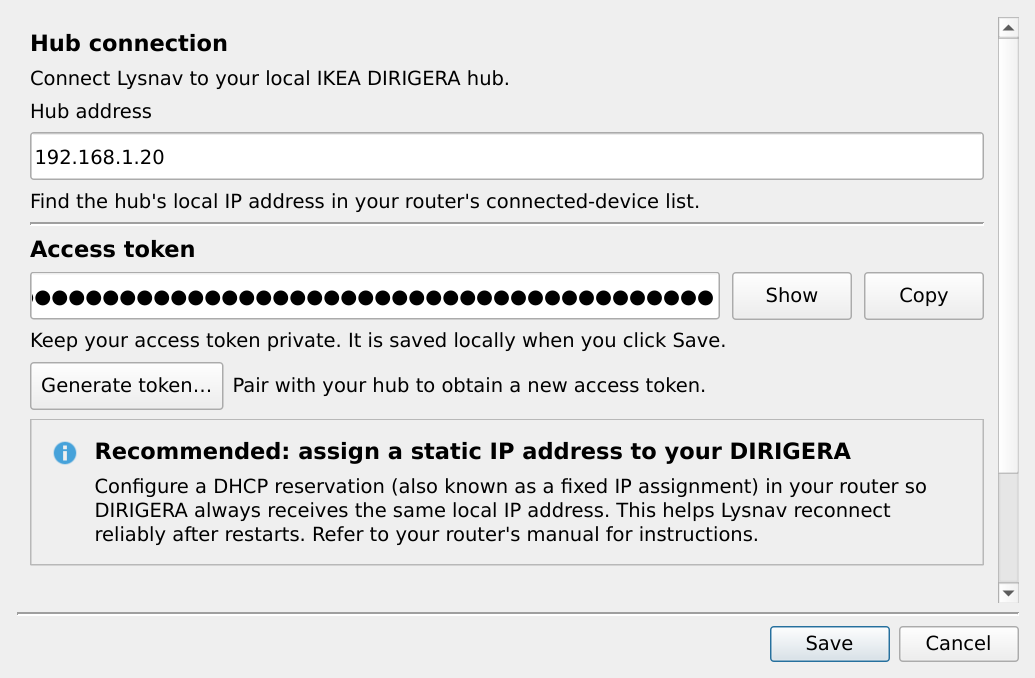 Hub connection
Connect Lysnav to your local IKEA DIRIGERA hub.
Hub address
192.168.1.20
Find the hub's local IP address in your router's connected-device list.
Access token
●●●●●●●●●●●●●●●●●●●●●●●●●●●●●●●●●●●●●●●● Show Copy
Keep your access token private. It is saved locally when you click Save.
Generate token... Pair with your hub to obtain a new access token.
Recommended: assign a static IP address to your DIRIGERA
Configure a DHCP reservation (also known as a fixed IP assignment) in your router so
DIRIGERA always receives the same local IP address. This helps Lysnav reconnect
reliably after restarts. Refer to your router's manual for instructions.
Save Cancel